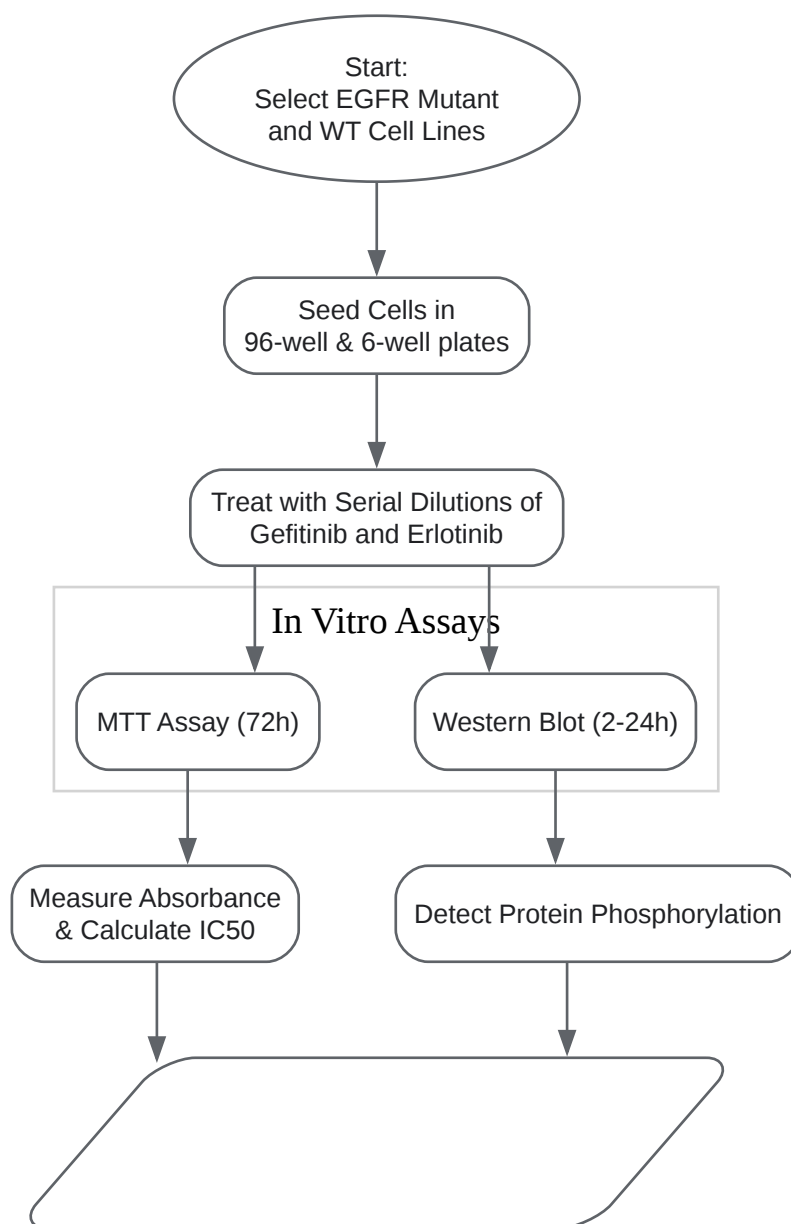 Start:
Select EGFR Mutant
and WT Cell Lines
Seed Cells in
96-well & 6-well plates
Treat with Serial Dilutions of
Gefitinib and Erlotinib
In Vitro Assays
MTT Assay (72h)
Western Blot (2-24h)
Measure Absorbance
& Calculate IC50
Detect Protein Phosphorylation